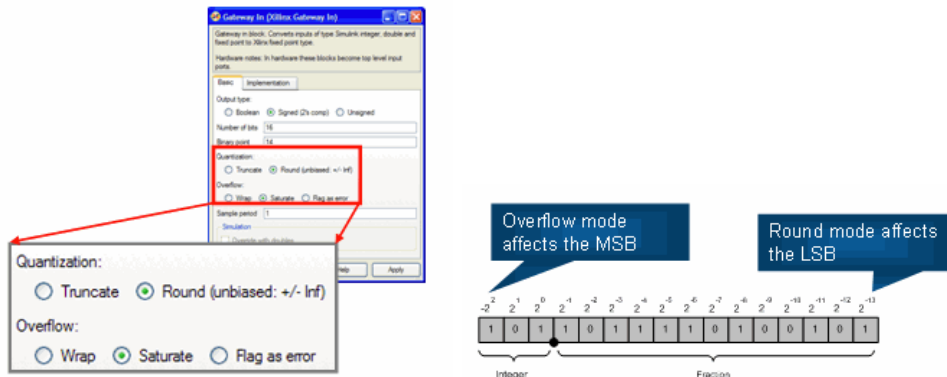 Gateway In (Xilinx Gateway In)
Gateway in block. Converts inputs of type Simulink integer, double and
fixed point to Xilinx fixed point type.
Hardware notes: In hardware these blocks become top level input
ports.
Basic Implementation
Output type:
Boolean Signed (2's comp) Unsigned
Number of bits 16
Binary point 14
Quantization:
Truncate Round (unbiased: +/- Inf)
Overflow:
Wrap Saturate Flag as error
Sample period 1
Simulation
Override with doubles
Help Apply
Quantization:
Truncate Round (unbiased: +/- Inf)
Overflow:
Wrap Saturate Flag as error
Overflow mode
affects the MSB
Round mode affects
the LSB
-2^2 2^1 2^0 2^-1 2^-2 2^-3 2^-4 2^-5 2^-6 2^-7 2^-8 2^-9 2^-10 2^-11 2^-12 2^-13
1 0 1 1 0 1 1 1 1 0 1 0 0 1 0 1
Integer Fraction